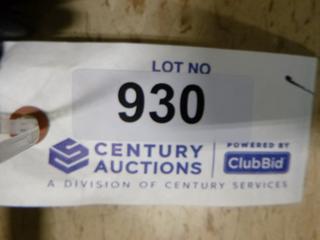 LOT NO
930
CENTURY AUCTIONS
POWERED BY
ClubBid
A DIVISION OF CENTURY SERVICES